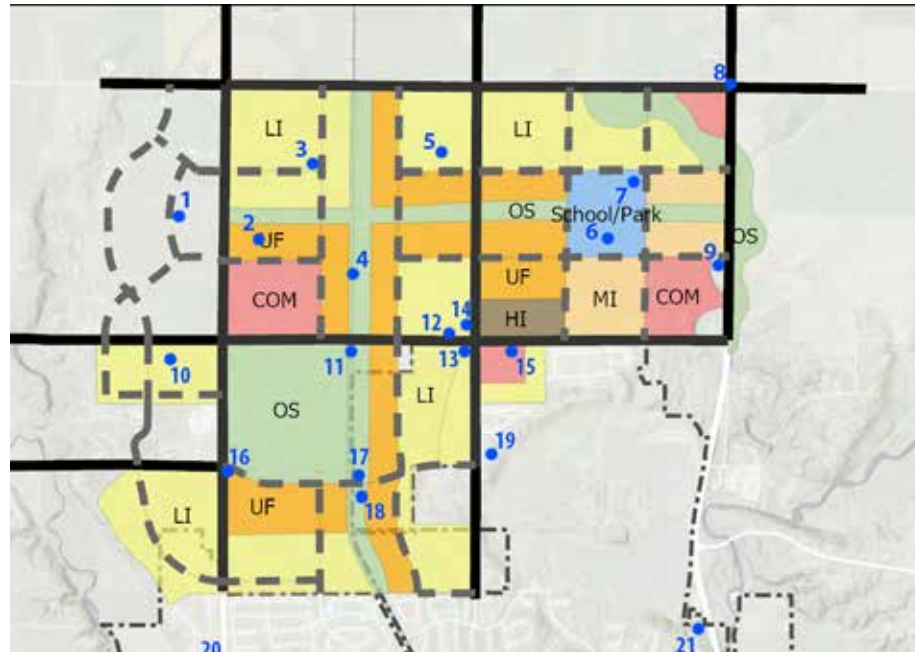 8
LI
5
LI
3
7
1
OS
School/Park
2
UF
6
OS
4
9
UF
COM
MI
COM
14
HI
12
13
11
15
10
LI
OS
19
16
17
UF
18
LI
20
21